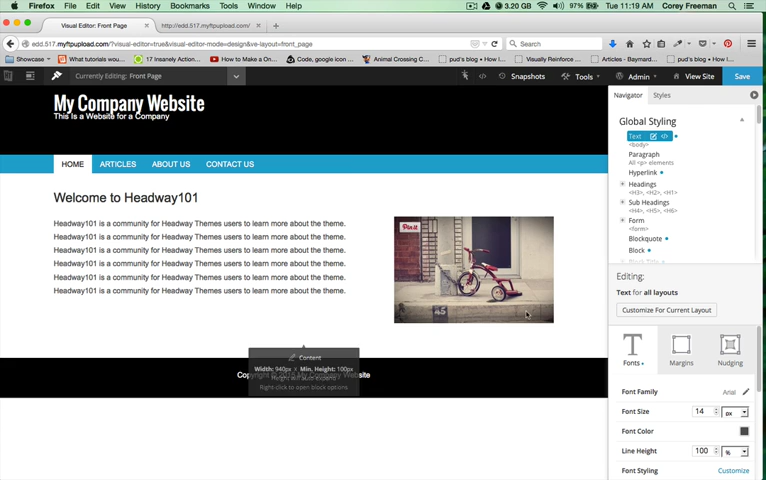 Firefox File Edit View History Bookmarks Tools Window Help 3.20 GB 97% Tue 11:19 AM Corey Freeman
Visual Editor: Front Page × http://edd.517.myftpupload.com/ × +
edd.517.myftpupload.com/?visual-editor=true&visual-editor-mode=design&ve-layout=front_page Search
Showcase What tutorials would... 17 Insanely Action... How to Make a On... Code, google icon Animal Crossing C... pud's blog • How I... Visually Reinforce ... Articles - Baymard... pud's blog • How I...
Currently Editing: Front Page Snapshots Tools Admin View Site Save
My Company Website
This Is a Website for a Company
HOME ARTICLES ABOUT US CONTACT US
Welcome to Headway101
Headway101 is a community for Headway Themes users to learn more about the theme.
Headway101 is a community for Headway Themes users to learn more about the theme.
Headway101 is a community for Headway Themes users to learn more about the theme.
Headway101 is a community for Headway Themes users to learn more about the theme.
Headway101 is a community for Headway Themes users to learn more about the theme.
Headway101 is a community for Headway Themes users to learn more about the theme.
Pin it
45
Content
Width: 940px × Min. Height: 100px
Height will auto-expand
Right-click to open block options
Navigator Styles
Global Styling
Text
<body>
Paragraph
All <p> elements
Hyperlink
Headings
<H3>, <H2>, <H1>
Sub Headings
<H4>, <H5>, <H6>
Form
<form>
Blockquote
Block
Block Title
Editing:
Text for all layouts
Customize For Current Layout
Fonts Margins Nudging
Font Family Arial
Font Size 14 px
Font Color
Line Height 100 %
Font Styling Customize